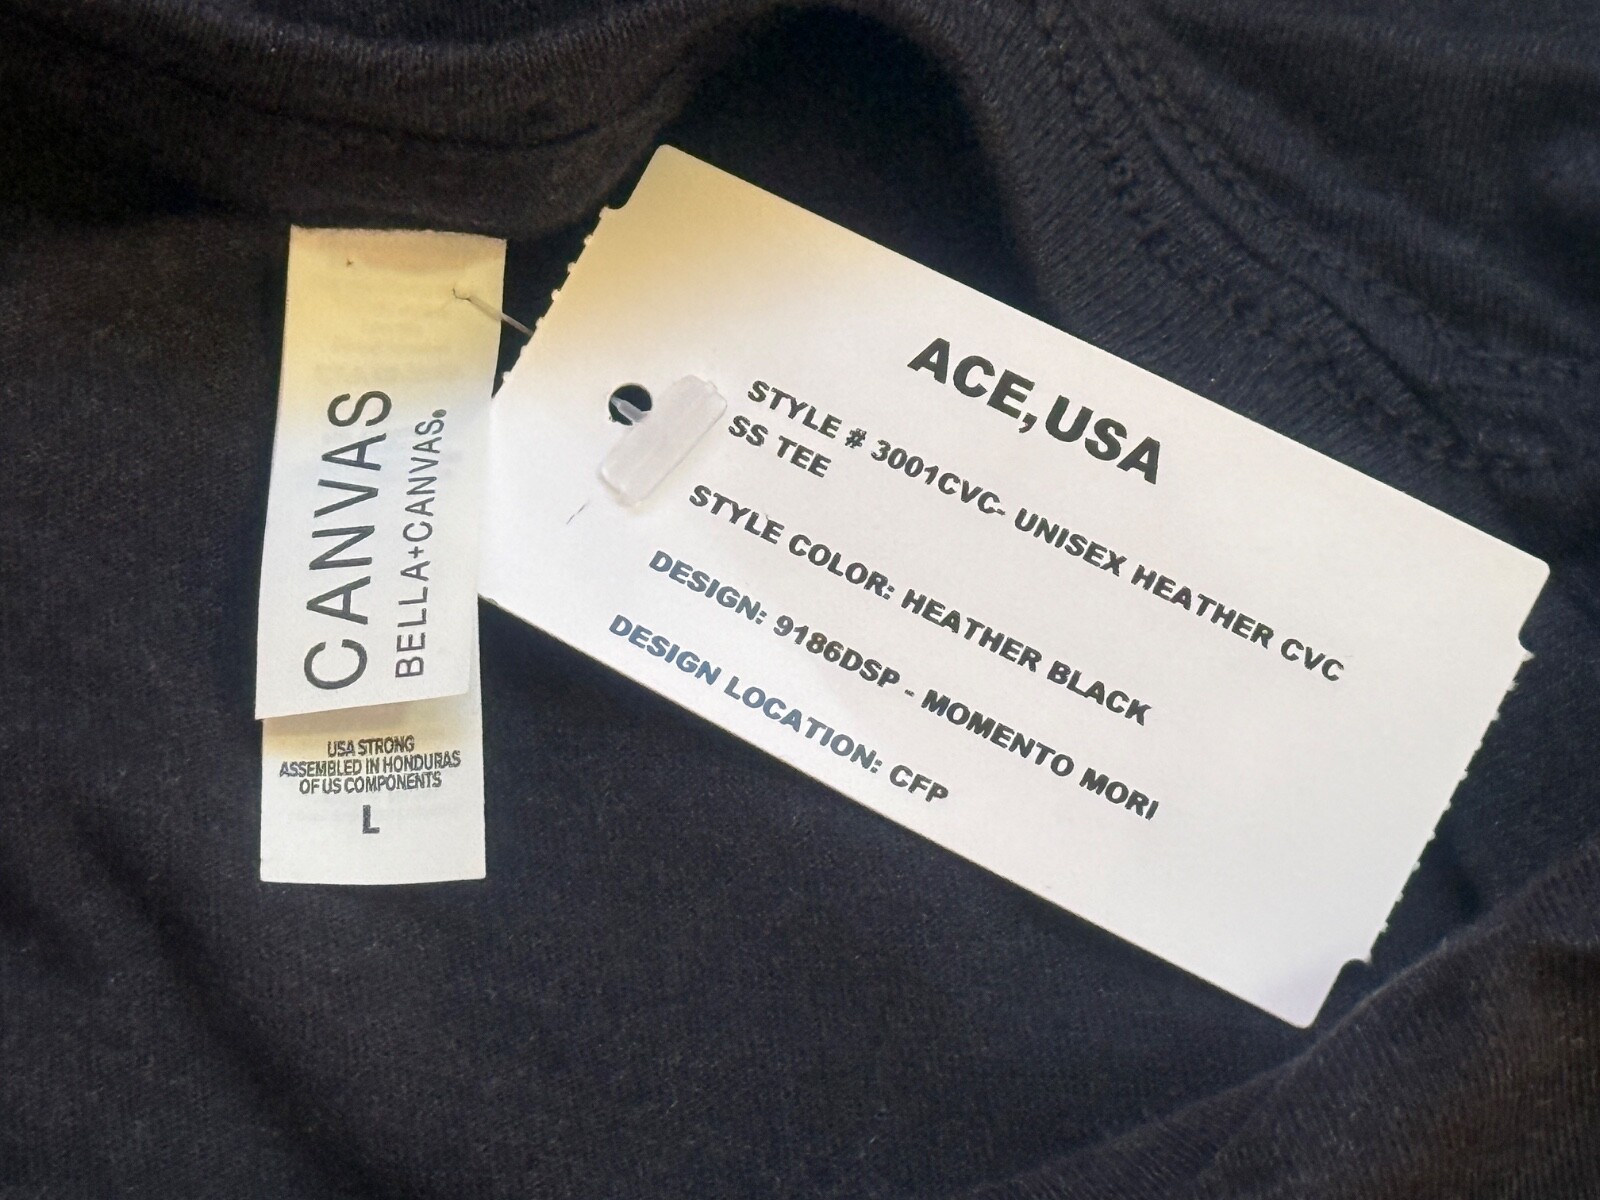 CANVAS
BELLA+CANVAS®
USA STRONG
ASSEMBLED IN HONDURAS
OF US COMPONENTS
L
ACE, USA
STYLE # 3001CVC- UNISEX HEATHER CVC
SS TEE
STYLE COLOR: HEATHER BLACK
DESIGN: 9186DSP - MOMENTO MORI
DESIGN LOCATION: CFP